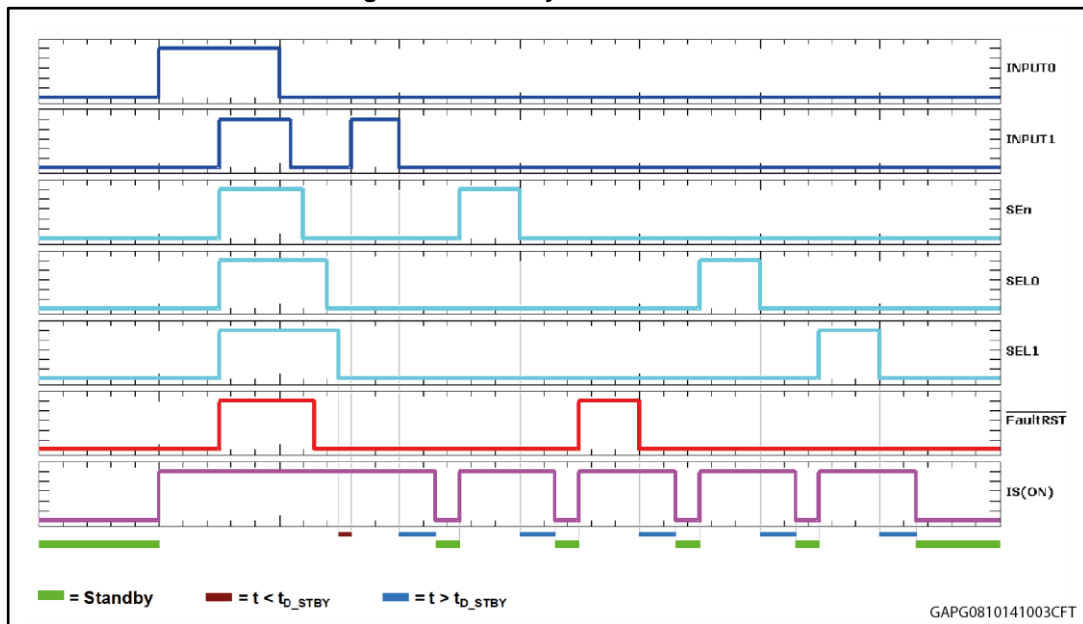 INPUT0
INPUT1
SEn
SEL0
SEL1
FaultRST
IS(ON)
= Standby = t < tD_STBY = t > tD_STBY
GAPG0810141003CFT